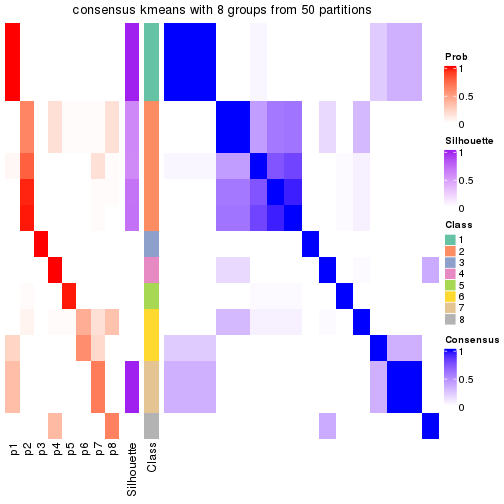 consensus kmeans with 8 groups from 50 partitions
Prob
1
0.5
0
Silhouette
1
0.5
0
Class
1
2
3
4
5
6
7
8
Consensus
1
0.5
0
p1
p2
p3
p4
p5
p6
p7
p8
Silhouette
Class